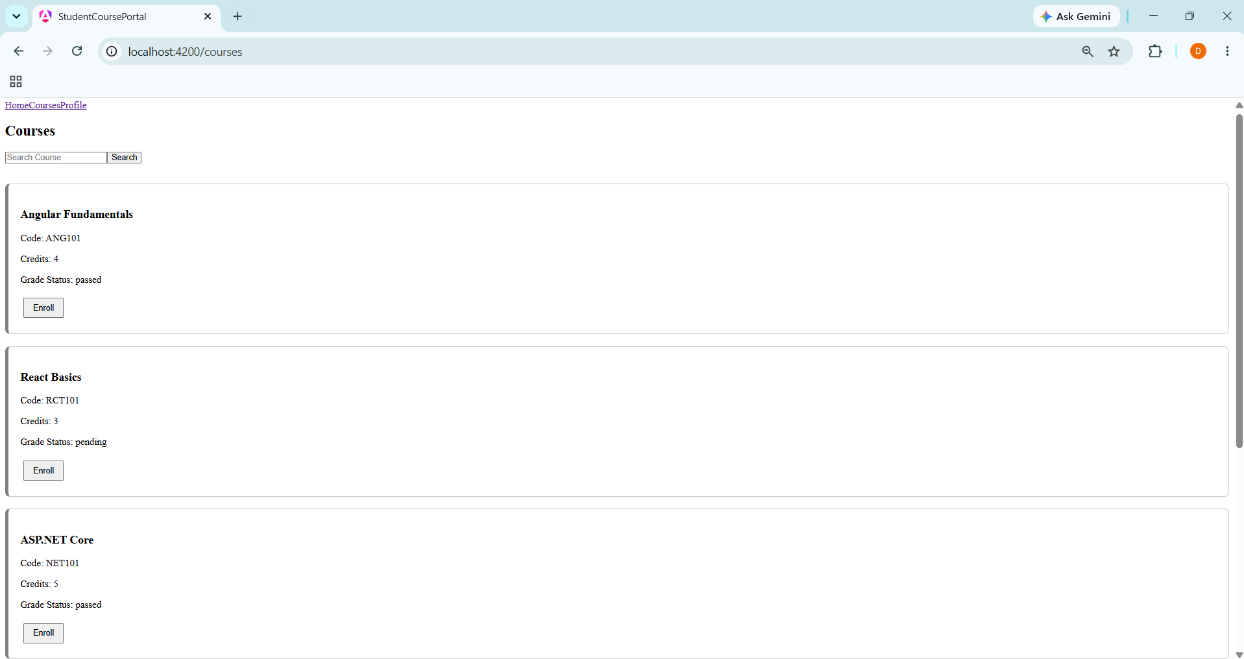 StudentCoursePortal
Ask Gemini
localhost:4200/courses
D
HomeCoursesProfile
Courses
Search Course Search
Angular Fundamentals
Code: ANG101
Credits: 4
Grade Status: passed
Enroll
React Basics
Code: RCT101
Credits: 3
Grade Status: pending
Enroll
ASP.NET Core
Code: NET101
Credits: 5
Grade Status: passed
Enroll